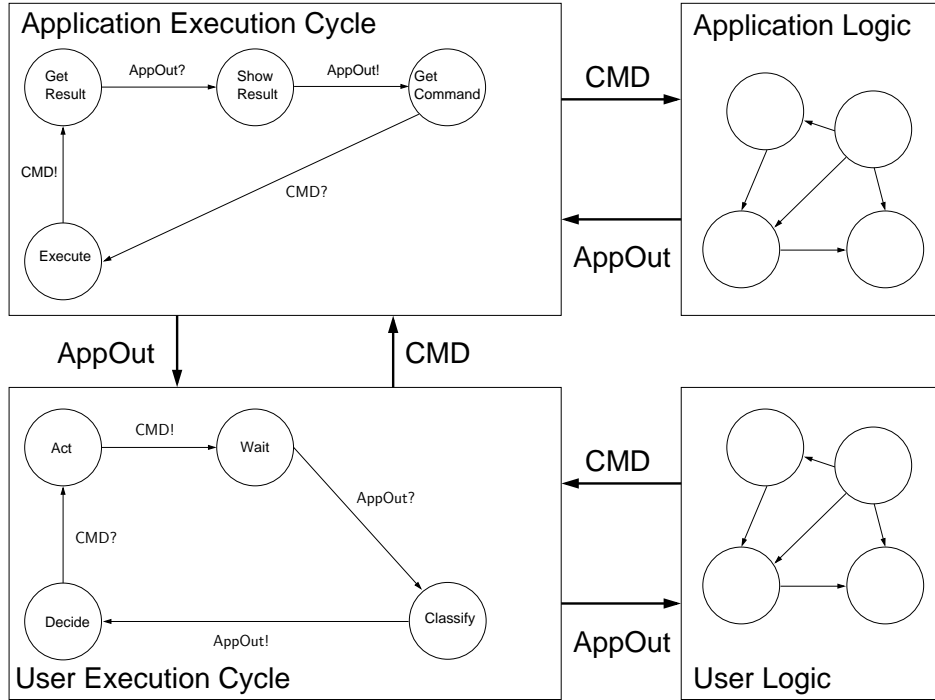 Application Execution Cycle
Get
Result
AppOut?
Show
Result
AppOut!
Get
Command
CMD!
CMD?
Execute
CMD
AppOut
Application Logic
AppOut
CMD
Act
CMD!
Wait
AppOut?
CMD?
Decide
AppOut!
Classify
User Execution Cycle
CMD
AppOut
User Logic